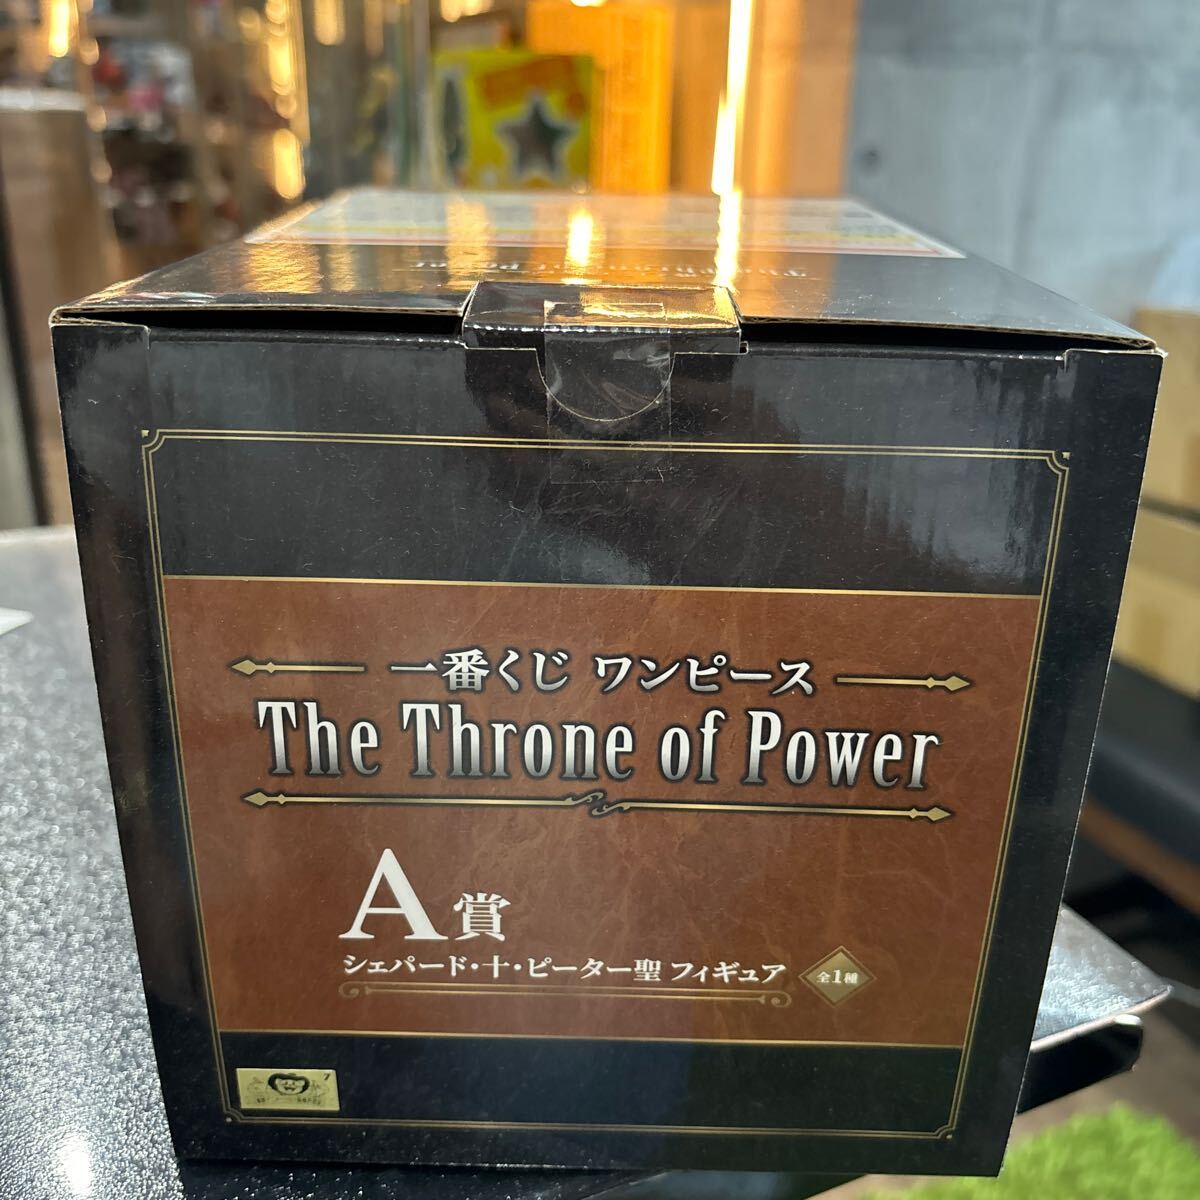 一番くじ ワンピース
The Throne of Power
A賞
シェパード・十・ピーター聖 フィギュア
全1種
7